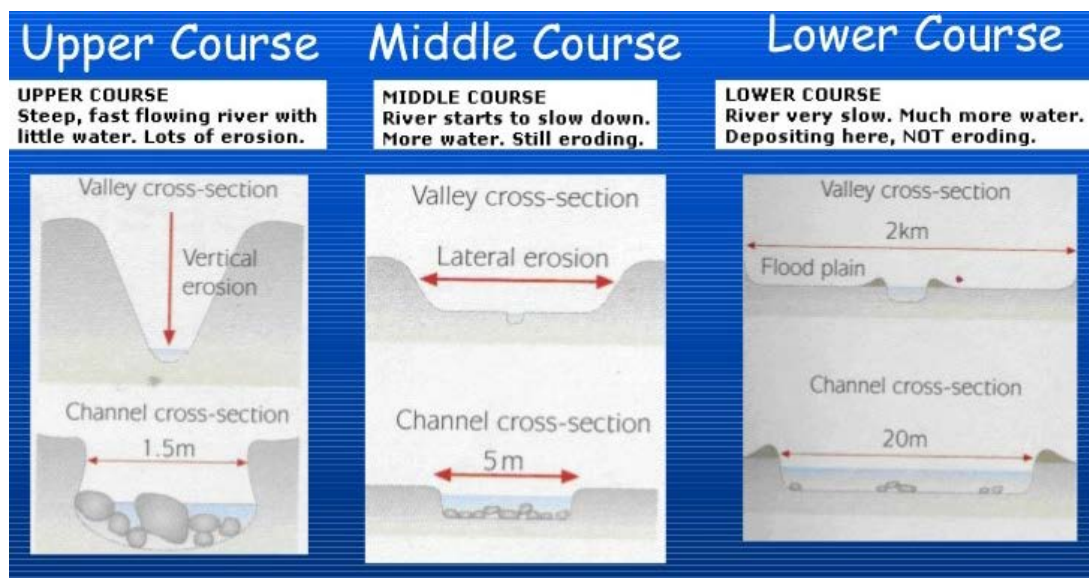 Upper Course
UPPER COURSE
Steep, fast flowing river with
little water. Lots of erosion.
Valley cross-section
Vertical
erosion
Channel cross-section
1.5m
Middle Course
MIDDLE COURSE
River starts to slow down.
More water. Still eroding.
Valley cross-section
Lateral erosion
Channel cross-section
5m
Lower Course
LOWER COURSE
River very slow. Much more water.
Depositing here, NOT eroding.
Valley cross-section
2km
Flood plain
Channel cross-section
20m